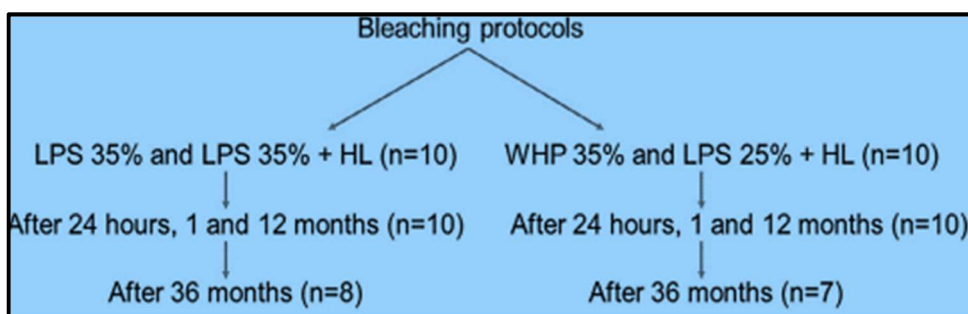 Bleaching protocols
LPS 35% and LPS 35% + HL (n=10)
WHP 35% and LPS 25% + HL (n=10)
After 24 hours, 1 and 12 months (n=10)
After 24 hours, 1 and 12 months (n=10)
After 36 months (n=8)
After 36 months (n=7)